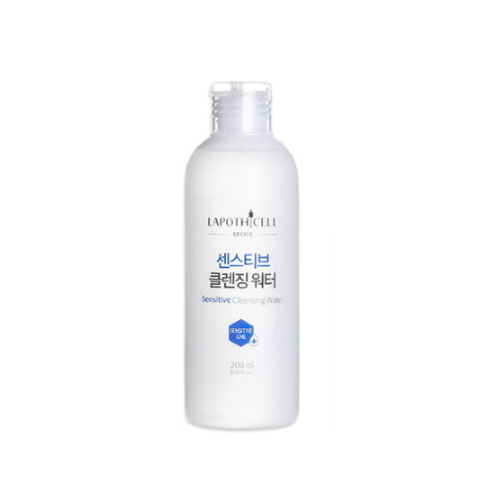 LAPOTHICELL
SEOUL
센스티브
클렌징 워터
Sensitive Cleansing Water
SENSITIVE
LINE
200 ml